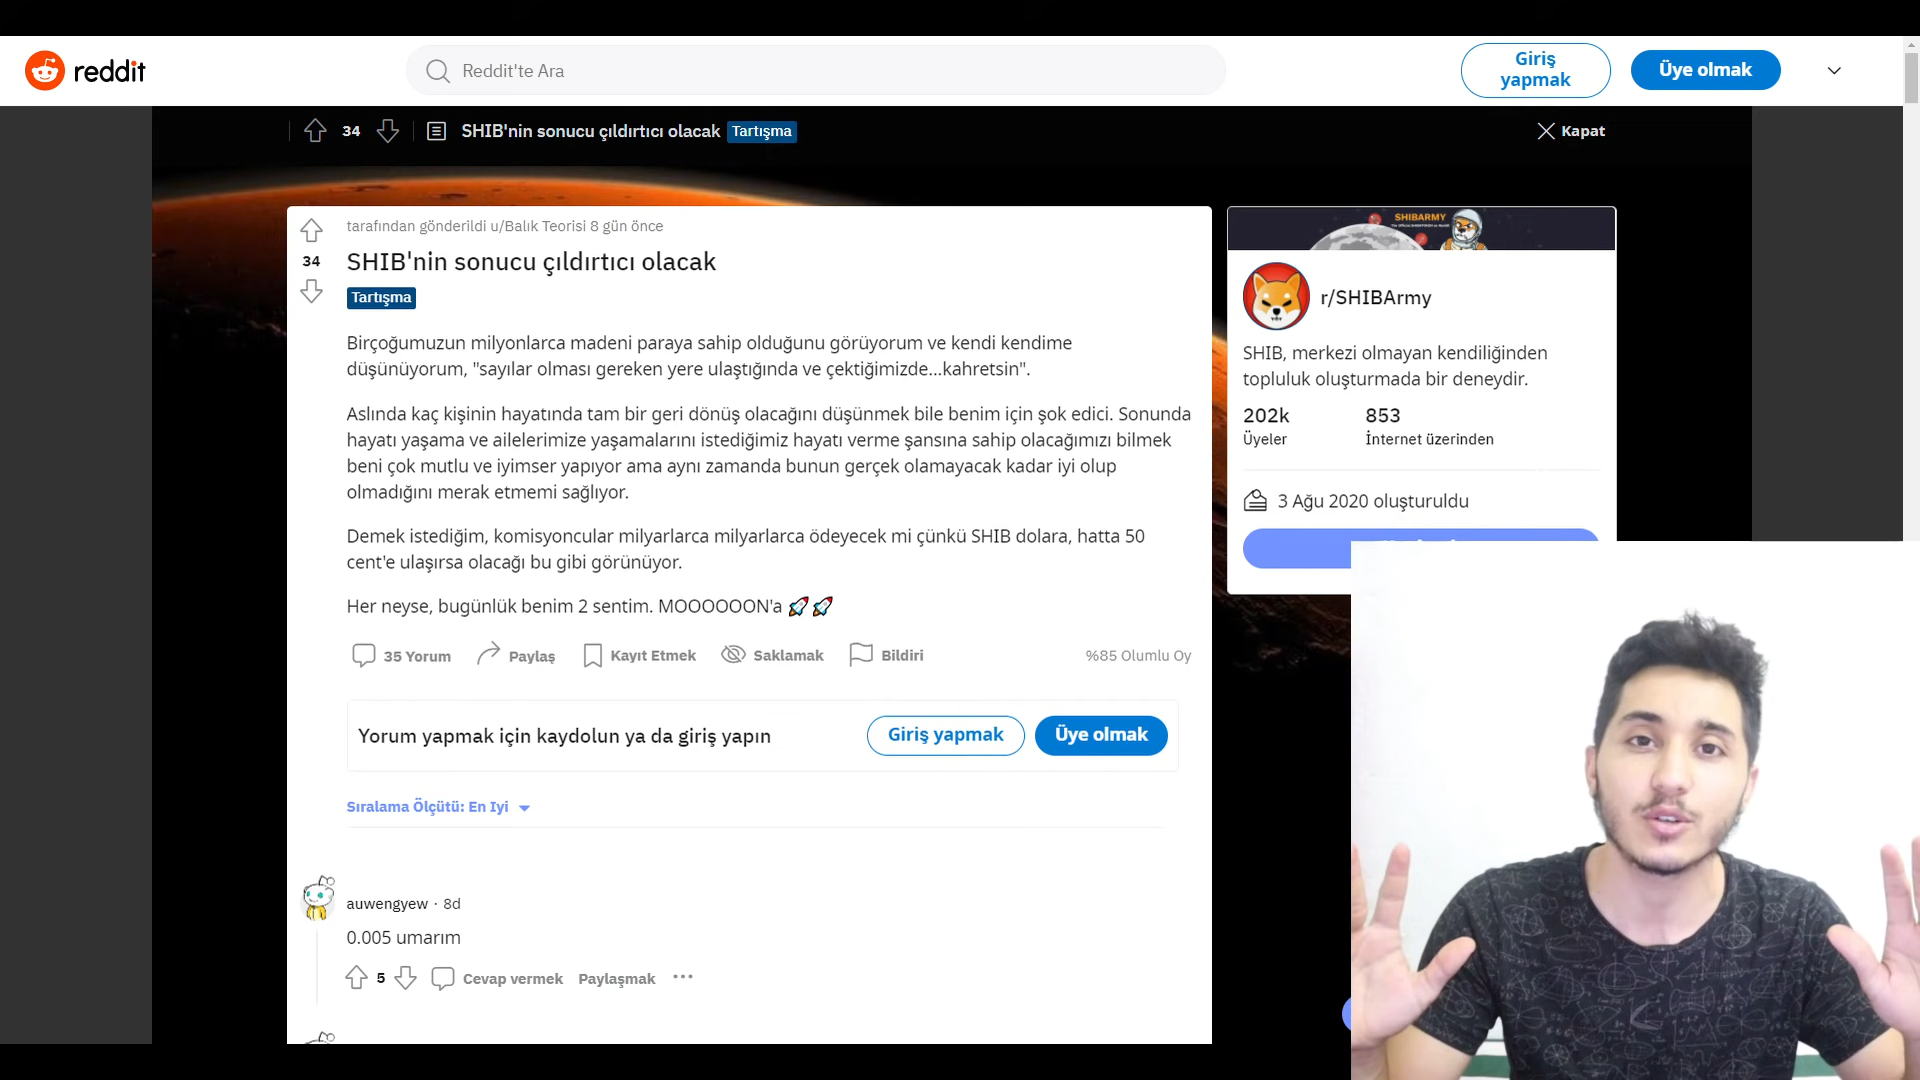 reddit
Reddit'te Ara
Giriş
yapmak
Üye olmak
34
SHIB'nin sonucu çıldırtıcı olacak Tartışma
Kapat
tarafından gönderildi u/Balık Teorisi 8 gün önce
34
SHIB'nin sonucu çıldırtıcı olacak
Tartışma
Birçoğumuzun milyonlarca madeni paraya sahip olduğunu görüyorum ve kendi kendime
düşünüyorum, "sayılar olması gereken yere ulaştığında ve çektiğimizde...kahretsin".
Aslında kaç kişinin hayatında tam bir geri dönüş olacağını düşünmek bile benim için şok edici. Sonunda
hayatı yaşama ve ailelerimize yaşamalarını istediğimiz hayatı verme şansına sahip olacağımızı bilmek
beni çok mutlu ve iyimser yapıyor ama aynı zamanda bunun gerçek olamayacak kadar iyi olup
olmadığını merak etmemi sağlıyor.
Demek istediğim, komisyoncular milyarlarca milyarlarca ödeyecek mi çünkü SHIB dolara, hatta 50
cent'e ulaşırsa olacağı bu gibi görünüyor.
Her neyse, bugünlük benim 2 sentim. MOOOOOON'a 🚀🚀
35 Yorum Paylaş Kayıt Etmek Saklamak Bildiri %85 Olumlu Oy
Yorum yapmak için kaydolun ya da giriş yapın Giriş yapmak Üye olmak
Sıralama Ölçütü: En Iyi
auwengyew · 8d
0.005 umarım
5 Cevap vermek Paylaşmak ...
SHIBARMY
r/SHIBArmy
SHIB, merkezi olmayan kendiliğinden
topluluk oluşturmada bir deneydir.
202k 853
Üyeler İnternet üzerinden
3 Ağu 2020 oluşturuldu